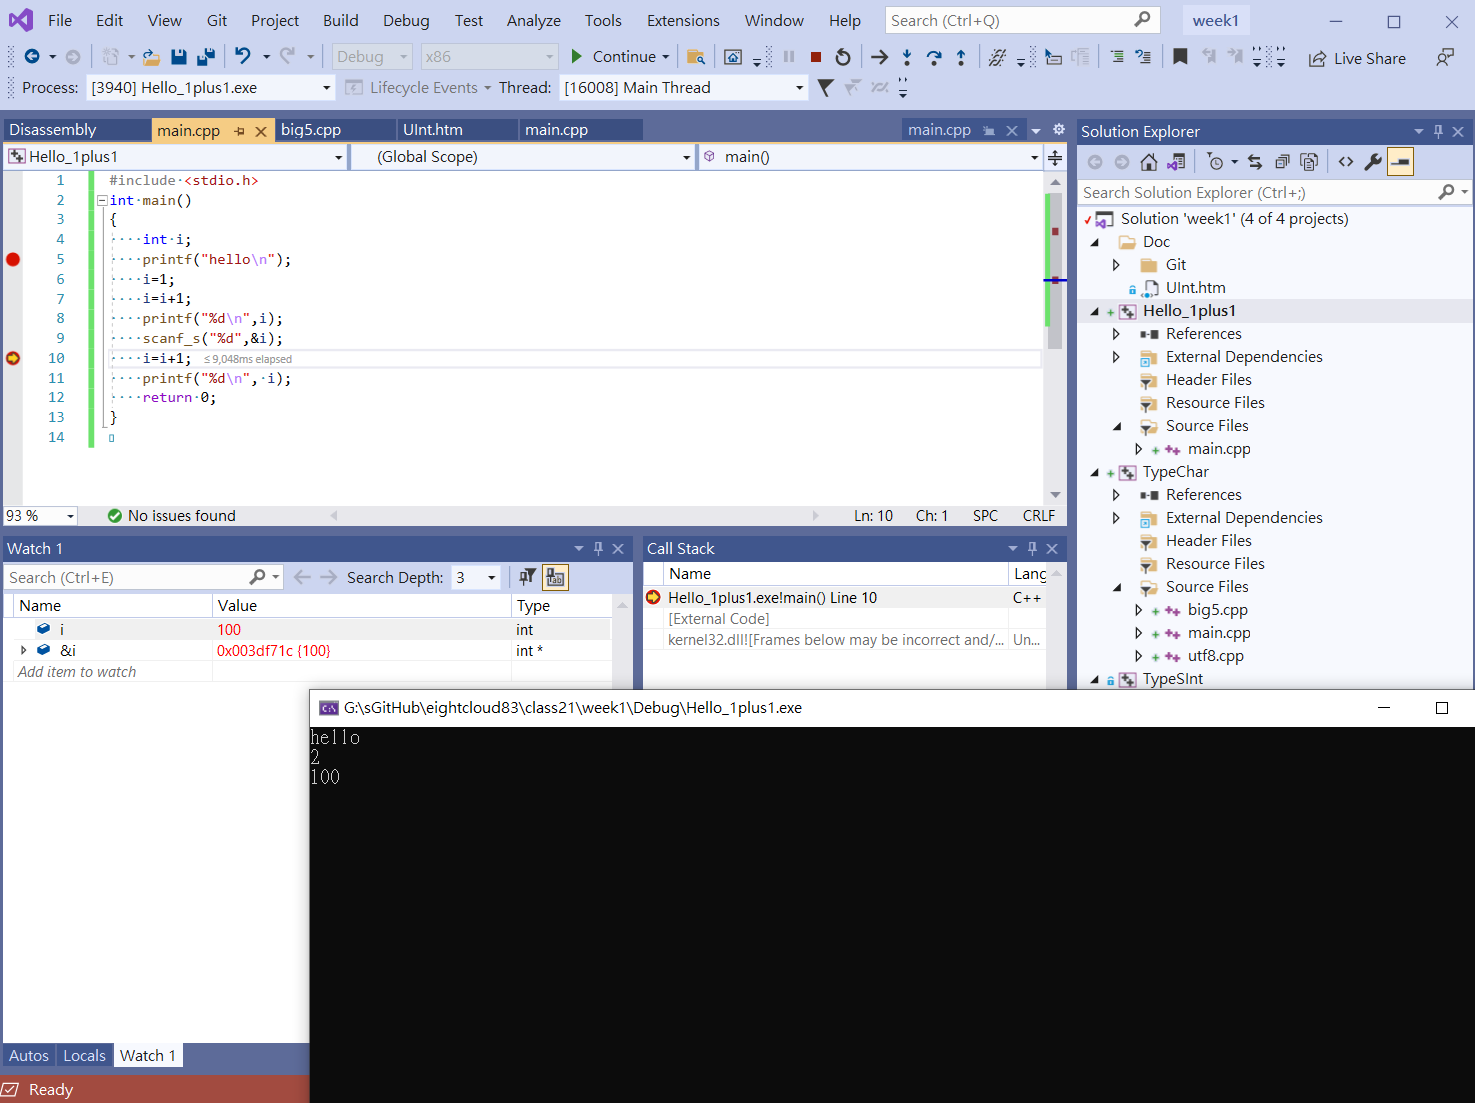 File Edit View Git Project Build Debug Test Analyze Tools Extensions Window Help Search (Ctrl+Q) week1
Debug x86 Continue Live Share
Process: [3940] Hello_1plus1.exe Lifecycle Events Thread: [16008] Main Thread
Disassembly main.cpp big5.cpp UInt.htm main.cpp main.cpp
Hello_1plus1 (Global Scope) main()
1 #include <stdio.h>
2 int main()
3 {
4 int i;
5 printf("hello\n");
6 i=1;
7 i=i+1;
8 printf("%d\n",i);
9 scanf_s("%d",&i);
10 i=i+1; ≤ 9,048ms elapsed
11 printf("%d\n", i);
12 return 0;
13 }
14
93 % No issues found Ln: 10 Ch: 1 SPC CRLF
Solution Explorer
Search Solution Explorer (Ctrl+;)
Solution 'week1' (4 of 4 projects)
Doc
Git
UInt.htm
Hello_1plus1
References
External Dependencies
Header Files
Resource Files
Source Files
main.cpp
TypeChar
References
External Dependencies
Header Files
Resource Files
Source Files
big5.cpp
main.cpp
utf8.cpp
TypeSInt
Watch 1
Search (Ctrl+E) Search Depth: 3
Name Value Type
i 100 int
&i 0x003df71c {100} int *
Add item to watch
Call Stack
Name Lang
Hello_1plus1.exe!main() Line 10 C++
[External Code]
kernel32.dll![Frames below may be incorrect and/... Un...
G:\sGitHub\eightcloud83\class21\week1\Debug\Hello_1plus1.exe
hello
2
100
Autos Locals Watch 1
Ready